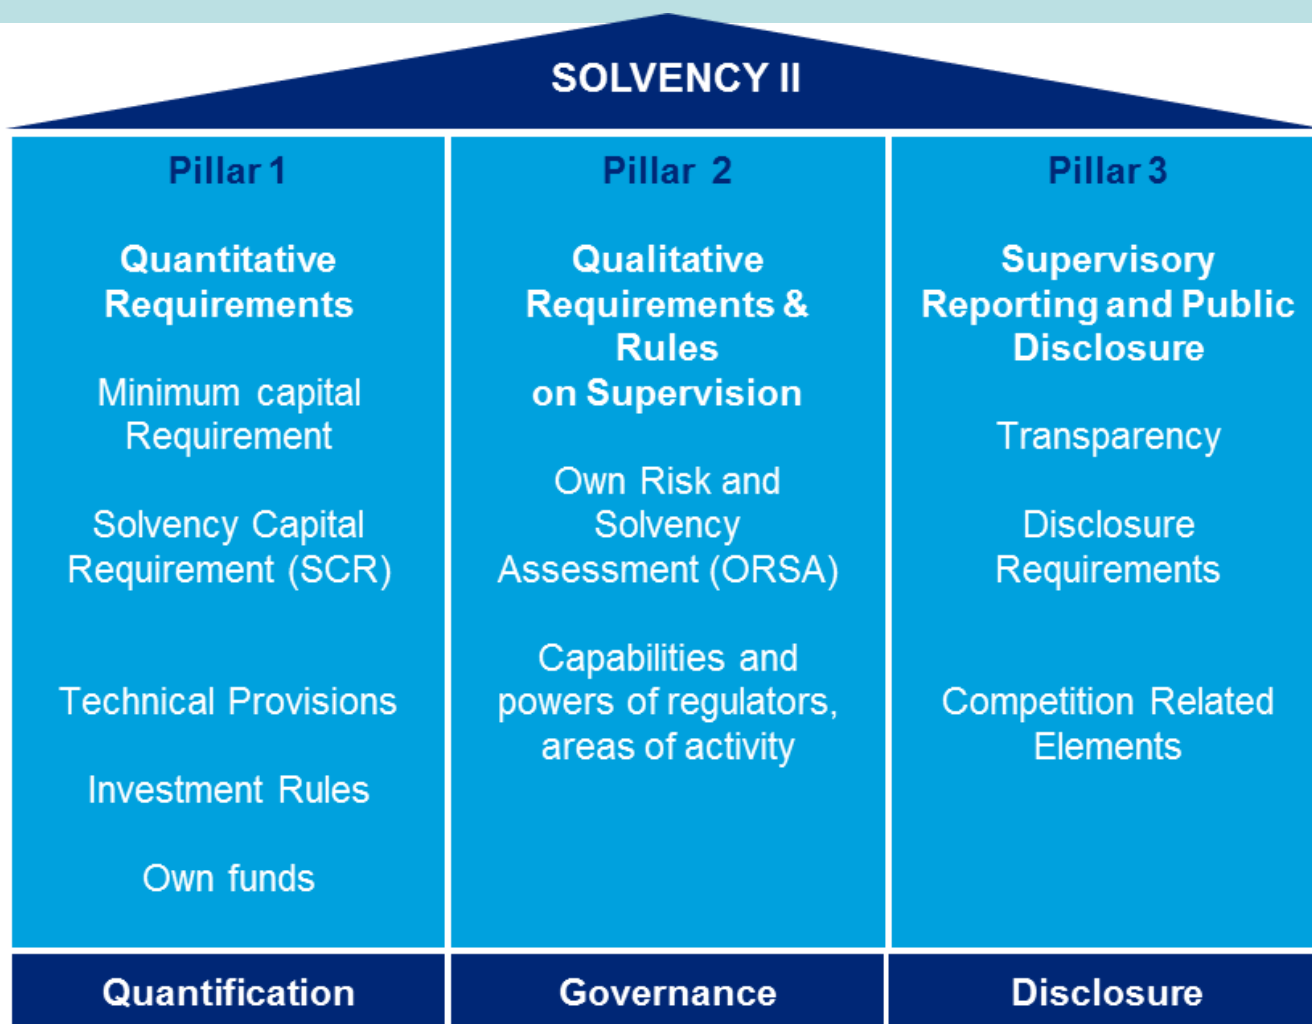 SOLVENCY II
Pillar 1
Quantitative
Requirements
Minimum capital
Requirement
Solvency Capital
Requirement (SCR)
Technical Provisions
Investment Rules
Own funds
Quantification
Pillar 2
Qualitative
Requirements &
Rules
on Supervision
Own Risk and
Solvency
Assessment (ORSA)
Capabilities and
powers of regulators,
areas of activity
Governance
Pillar 3
Supervisory
Reporting and Public
Disclosure
Transparency
Disclosure
Requirements
Competition Related
Elements
Disclosure